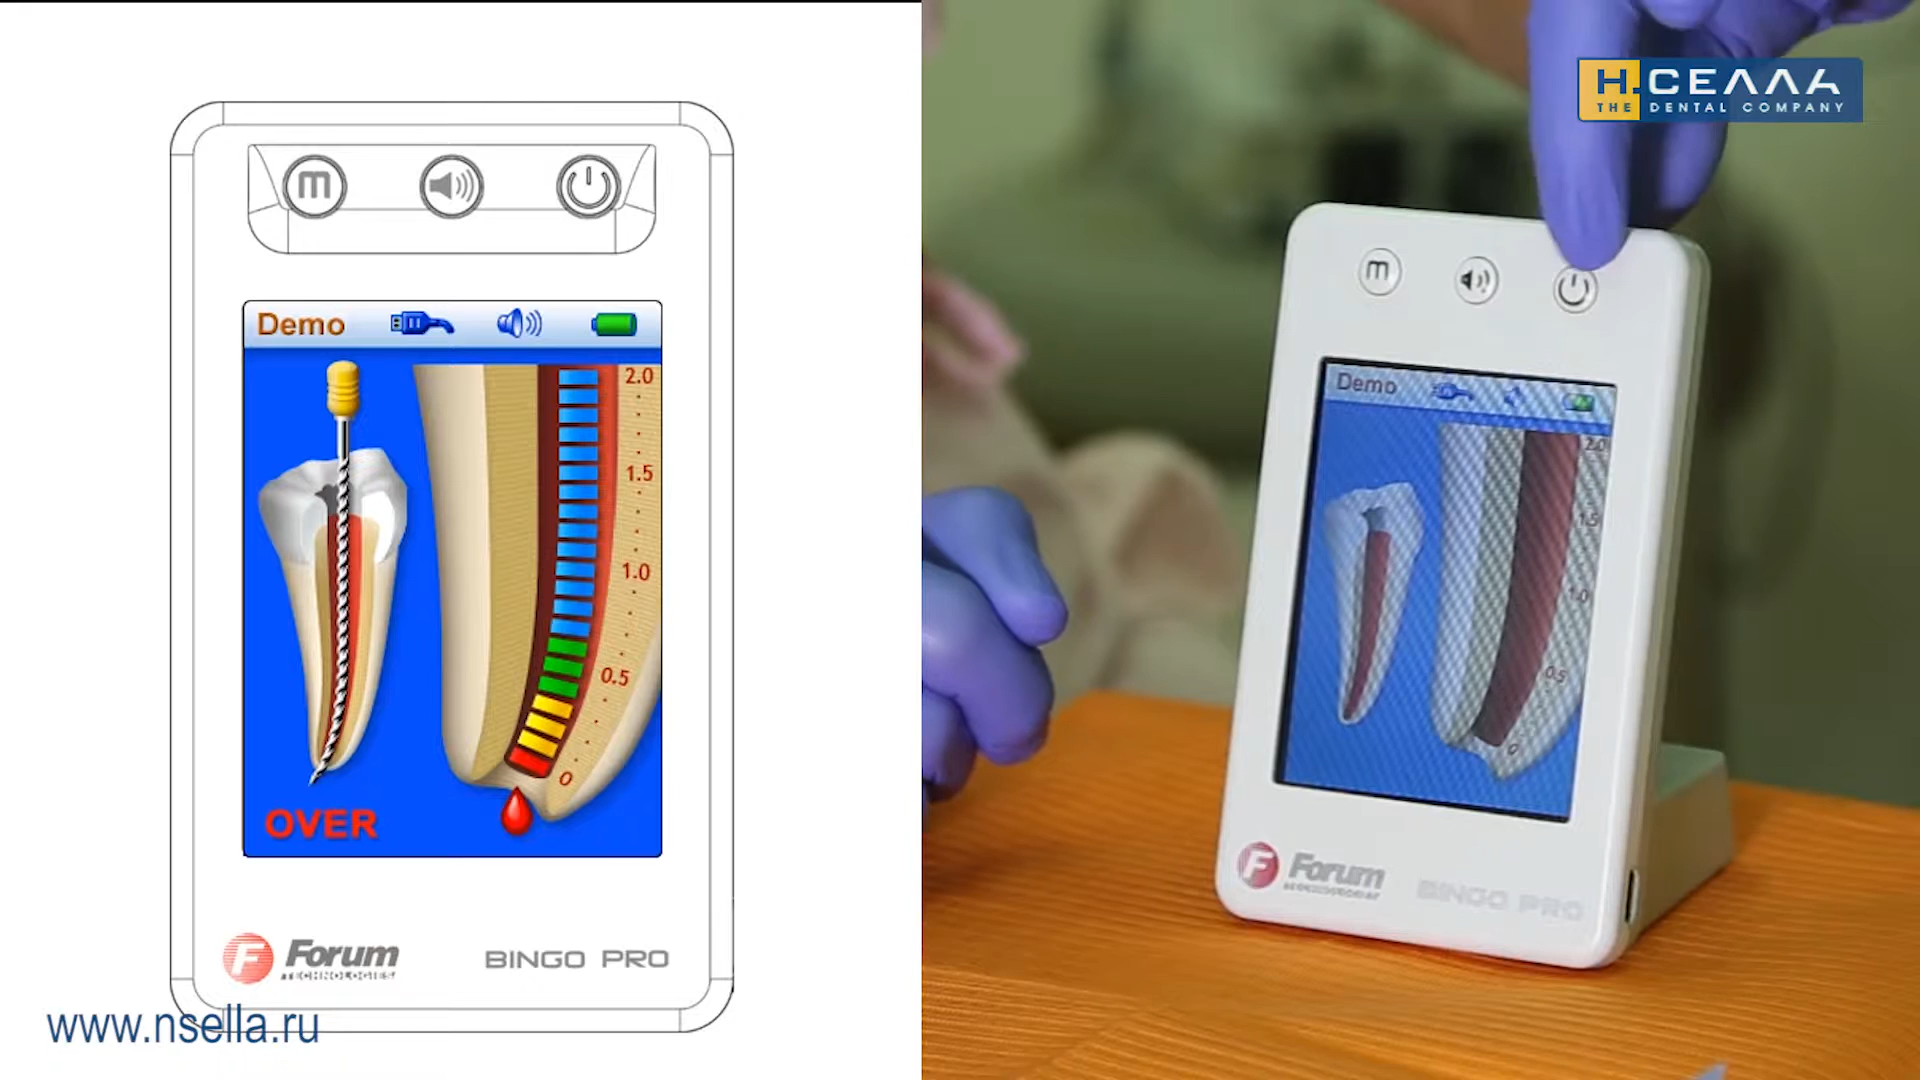 m
Demo
2.0
1.5
1.0
0.5
0
OVER
F Forum
BINGO PRO
www.nsella.ru
Н.СЕЛЛА
THE DENTAL COMPANY
m
Demo
2.0
1.5
1.0
0.5
0
F Forum
BINGO PRO